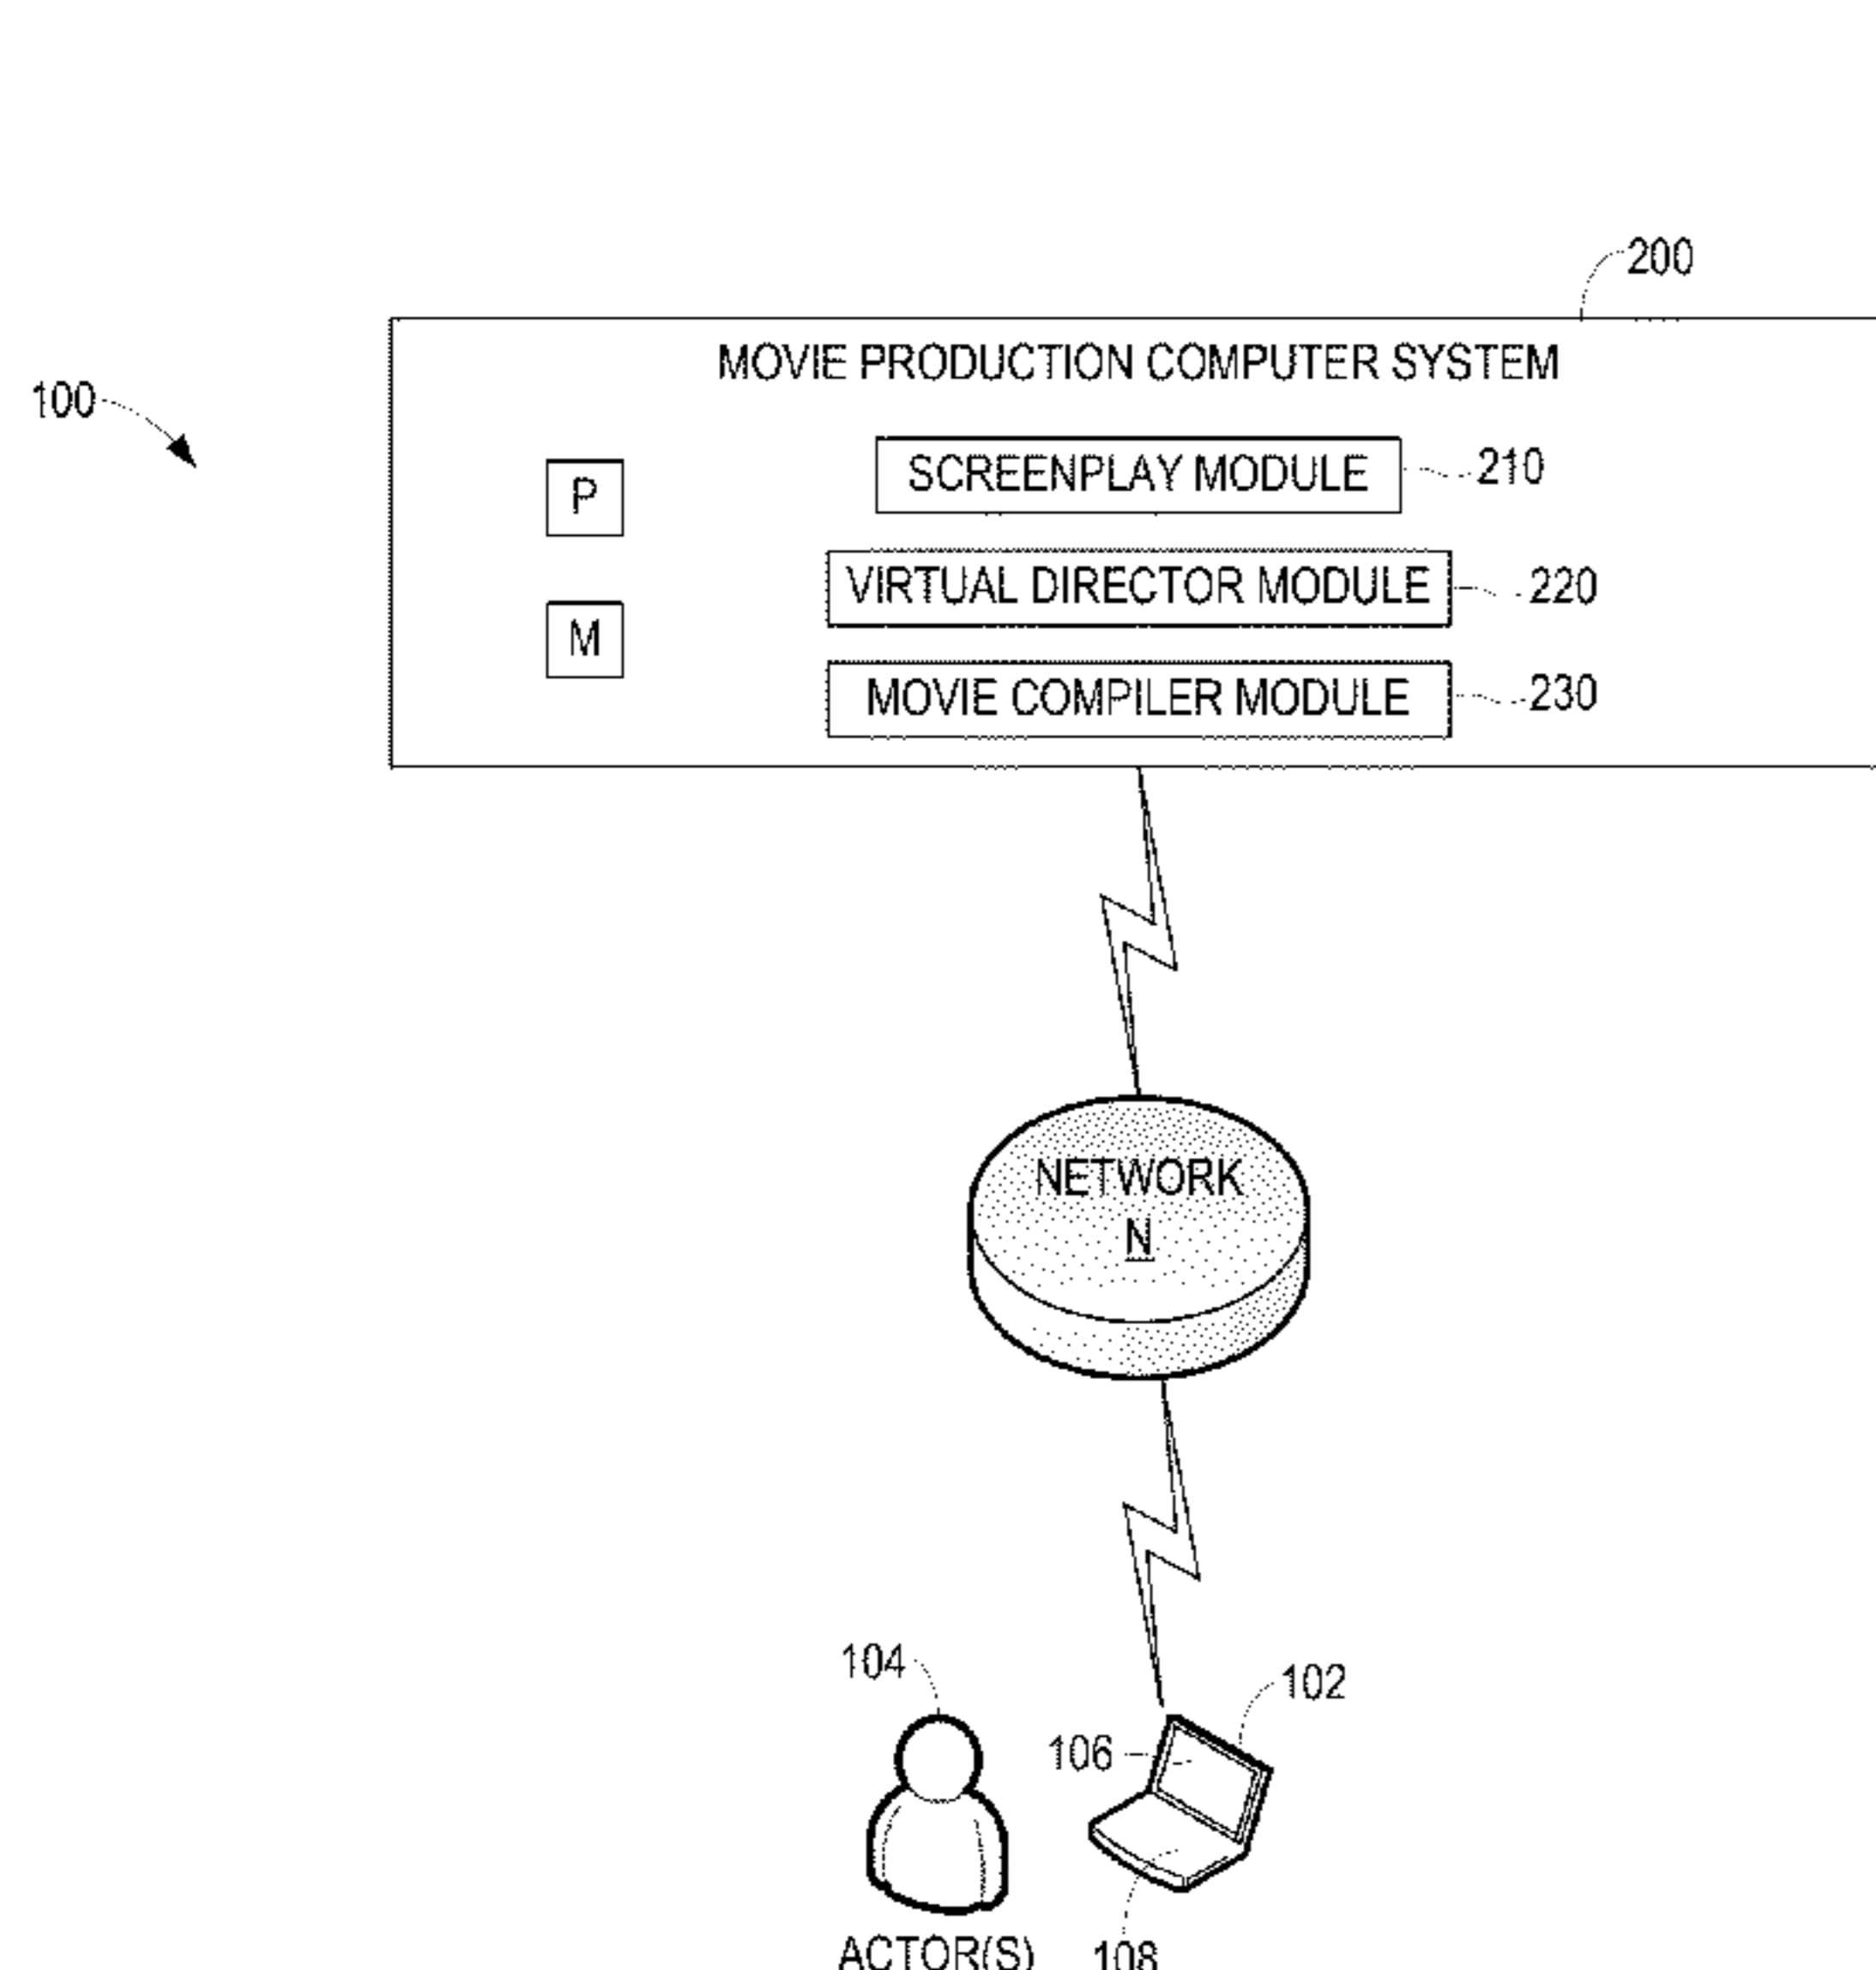 200
MOVIE PRODUCTION COMPUTER SYSTEM
100
SCREENPLAY MODULE
210
P
VIRTUAL DIRECTOR MODULE
220
M
MOVIE COMPILER MODULE
230
NETWORK
N
104
102
106
ACTOR(S)
108